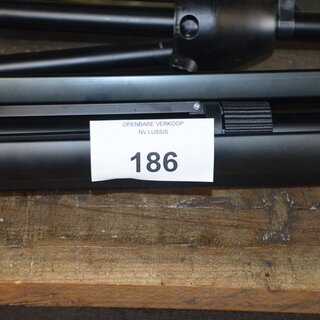 OPENBARE VERKOOP
NV LUSSIS
186